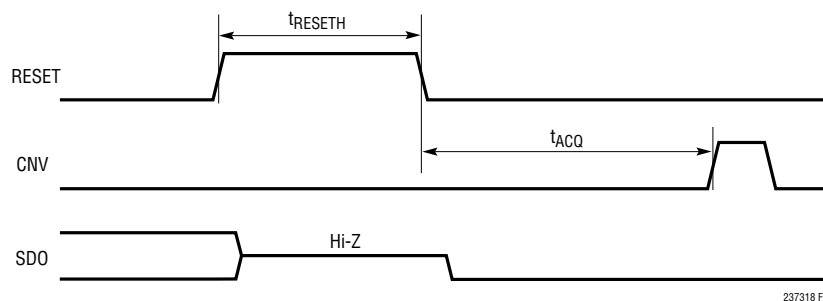 tRESETH
RESET
tACQ
CNV
Hi-Z
SDO
237318 F